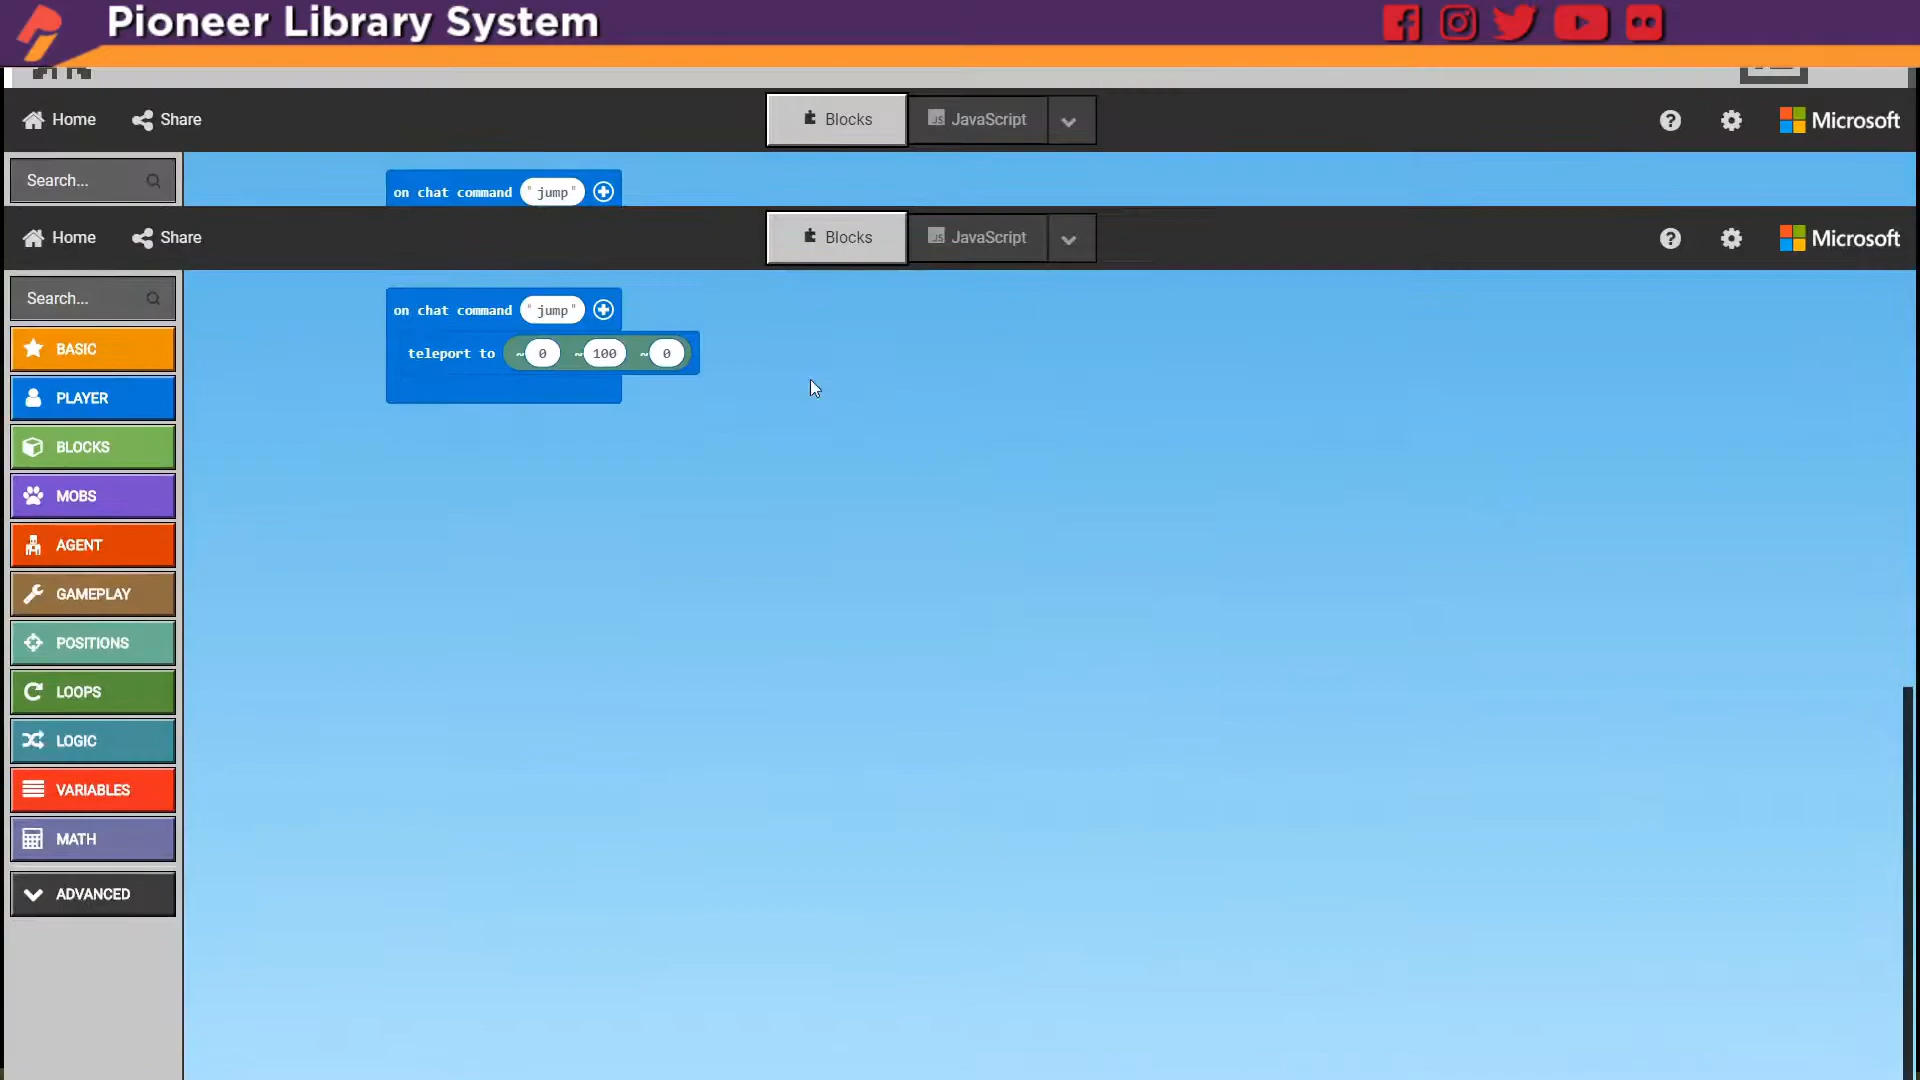 Pioneer Library System
Home Share Blocks JavaScript Microsoft
Search...
on chat command "jump"
Home Share Blocks JavaScript Microsoft
Search...
on chat command "jump"
teleport to ~0 ~100 ~0
BASIC
PLAYER
BLOCKS
MOBS
AGENT
GAMEPLAY
POSITIONS
LOOPS
LOGIC
VARIABLES
MATH
ADVANCED